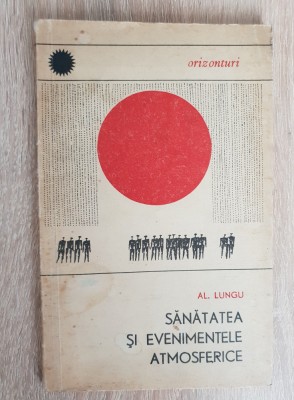 orizonturi
AL. LUNGU
SĂNĂTATEA
ȘI EVENIMENTELE
ATMOSFERICE